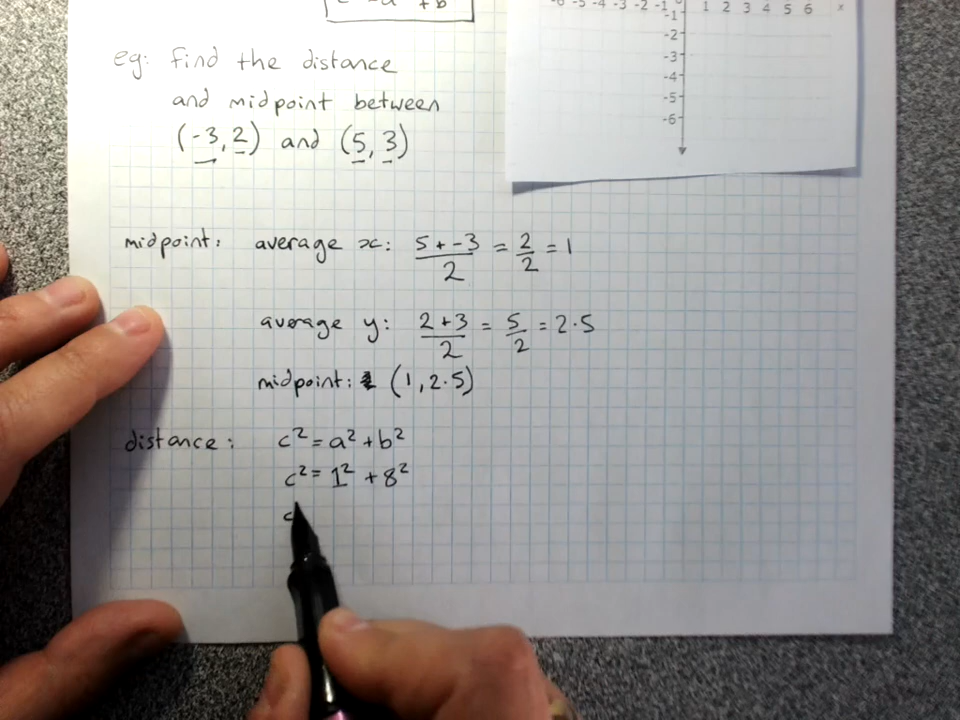 c² = a² + b²
-6 -5 -4 -3 -2 -1 1 2 3 4 5 6 x
-1
-2
-3
-4
-5
-6
eg: find the distance
and midpoint between
(-3, 2) and (5, 3)
midpoint: average x: 5 + -3 / 2 = 2/2 = 1
average y: 2 + 3 / 2 = 5/2 = 2.5
midpoint: (1, 2.5)
distance: c² = a² + b²
c² = 1² + 8²
c